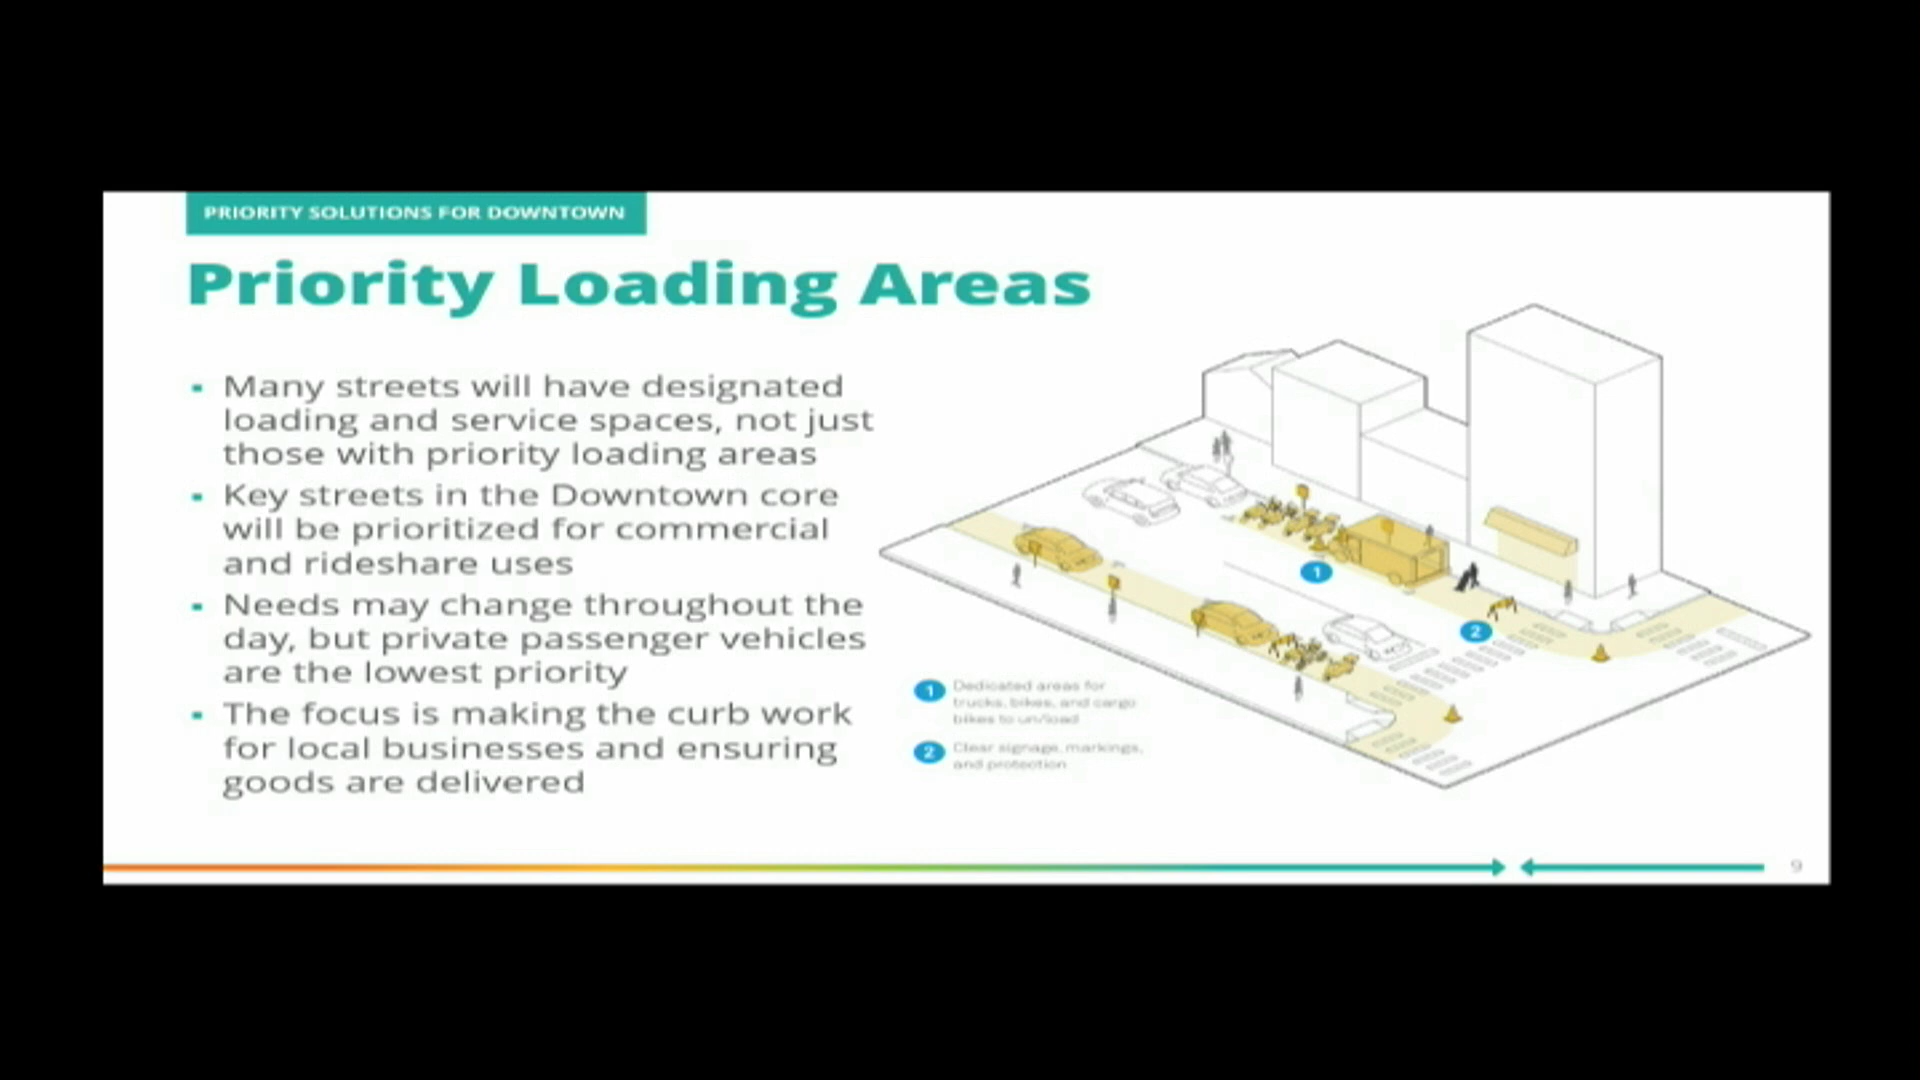 PRIORITY SOLUTIONS FOR DOWNTOWN
Priority Loading Areas
Many streets will have designated
loading and service spaces, not just
those with priority loading areas
Key streets in the Downtown core
will be prioritized for commercial
and rideshare uses
Needs may change throughout the
day, but private passenger vehicles
are the lowest priority
The focus is making the curb work
for local businesses and ensuring
goods are delivered
1
2
1 Dedicated areas for
trucks, bikes, and cargo
bikes to un/load
2 Clear signage, markings,
and protection
9